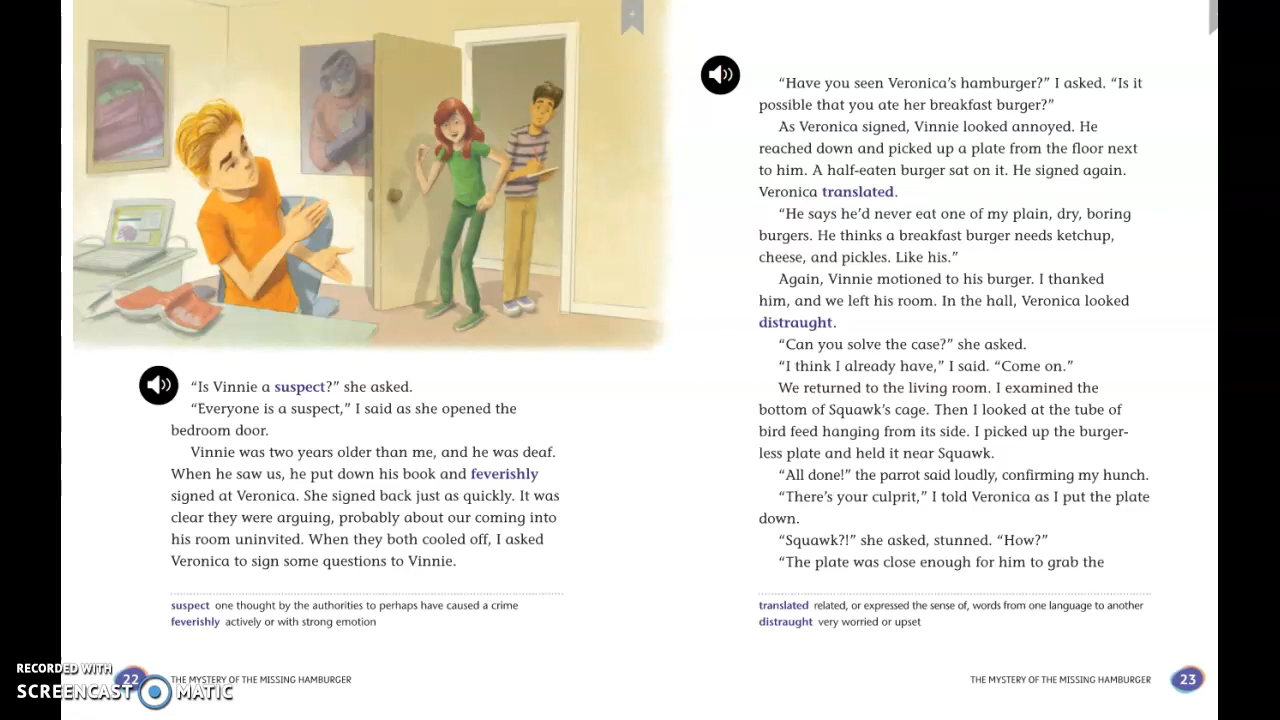 “Is Vinnie a suspect?” she asked.
“Everyone is a suspect,” I said as she opened the
bedroom door.
Vinnie was two years older than me, and he was deaf.
When he saw us, he put down his book and feverishly
signed at Veronica. She signed back just as quickly. It was
clear they were arguing, probably about our coming into
his room uninvited. When they both cooled off, I asked
Veronica to sign some questions to Vinnie.
suspect one thought by the authorities to perhaps have caused a crime
feverishly actively or with strong emotion
22 THE MYSTERY OF THE MISSING HAMBURGER
“Have you seen Veronica’s hamburger?” I asked. “Is it
possible that you ate her breakfast burger?”
As Veronica signed, Vinnie looked annoyed. He
reached down and picked up a plate from the floor next
to him. A half-eaten burger sat on it. He signed again.
Veronica translated.
“He says he’d never eat one of my plain, dry, boring
burgers. He thinks a breakfast burger needs ketchup,
cheese, and pickles. Like his.”
Again, Vinnie motioned to his burger. I thanked
him, and we left his room. In the hall, Veronica looked
distraught.
“Can you solve the case?” she asked.
“I think I already have,” I said. “Come on.”
We returned to the living room. I examined the
bottom of Squawk’s cage. Then I looked at the tube of
bird feed hanging from its side. I picked up the burger-
less plate and held it near Squawk.
“All done!” the parrot said loudly, confirming my hunch.
“There’s your culprit,” I told Veronica as I put the plate
down.
“Squawk?!” she asked, stunned. “How?”
“The plate was close enough for him to grab the
translated related, or expressed the sense of, words from one language to another
distraught very worried or upset
THE MYSTERY OF THE MISSING HAMBURGER 23
RECORDED WITH
SCREENCAST MATIC